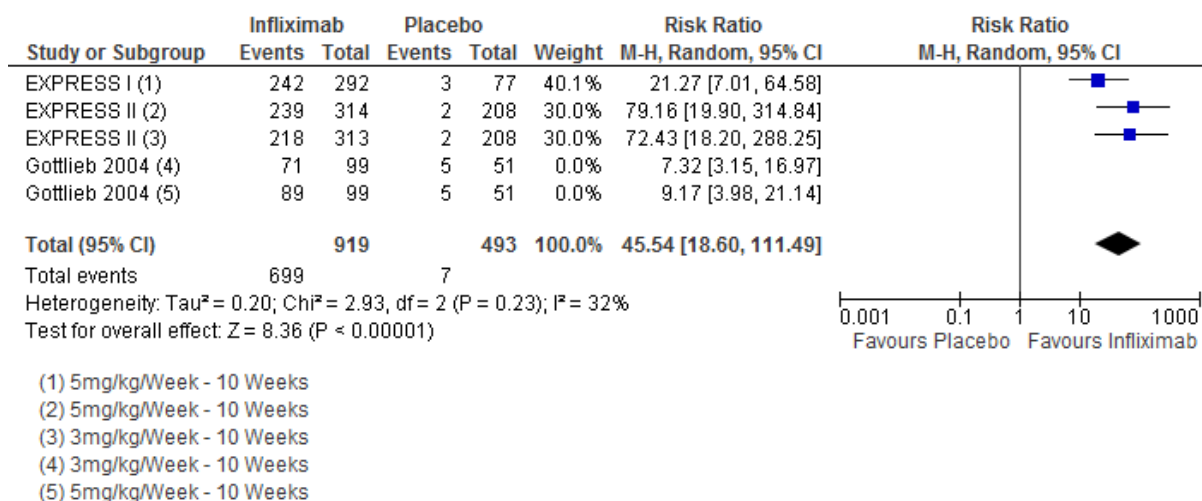 Infliximab Placebo Risk Ratio Risk Ratio
Study or Subgroup Events Total Events Total Weight M-H, Random, 95% CI M-H, Random, 95% CI
EXPRESS I (1) 242 292 3 77 40.1% 21.27 [7.01, 64.58]
EXPRESS II (2) 239 314 2 208 30.0% 79.16 [19.90, 314.84]
EXPRESS II (3) 218 313 2 208 30.0% 72.43 [18.20, 288.25]
Gottlieb 2004 (4) 71 99 5 51 0.0% 7.32 [3.15, 16.97]
Gottlieb 2004 (5) 89 99 5 51 0.0% 9.17 [3.98, 21.14]
Total (95% CI) 919 493 100.0% 45.54 [18.60, 111.49]
Total events 699 7
Heterogeneity: Tau² = 0.20; Chi² = 2.93, df = 2 (P = 0.23); I² = 32%
Test for overall effect: Z = 8.36 (P < 0.00001)
0.001 0.1 1 10 1000
Favours Placebo Favours Infliximab
(1) 5mg/kg/Week - 10 Weeks
(2) 5mg/kg/Week - 10 Weeks
(3) 3mg/kg/Week - 10 Weeks
(4) 3mg/kg/Week - 10 Weeks
(5) 5mg/kg/Week - 10 Weeks